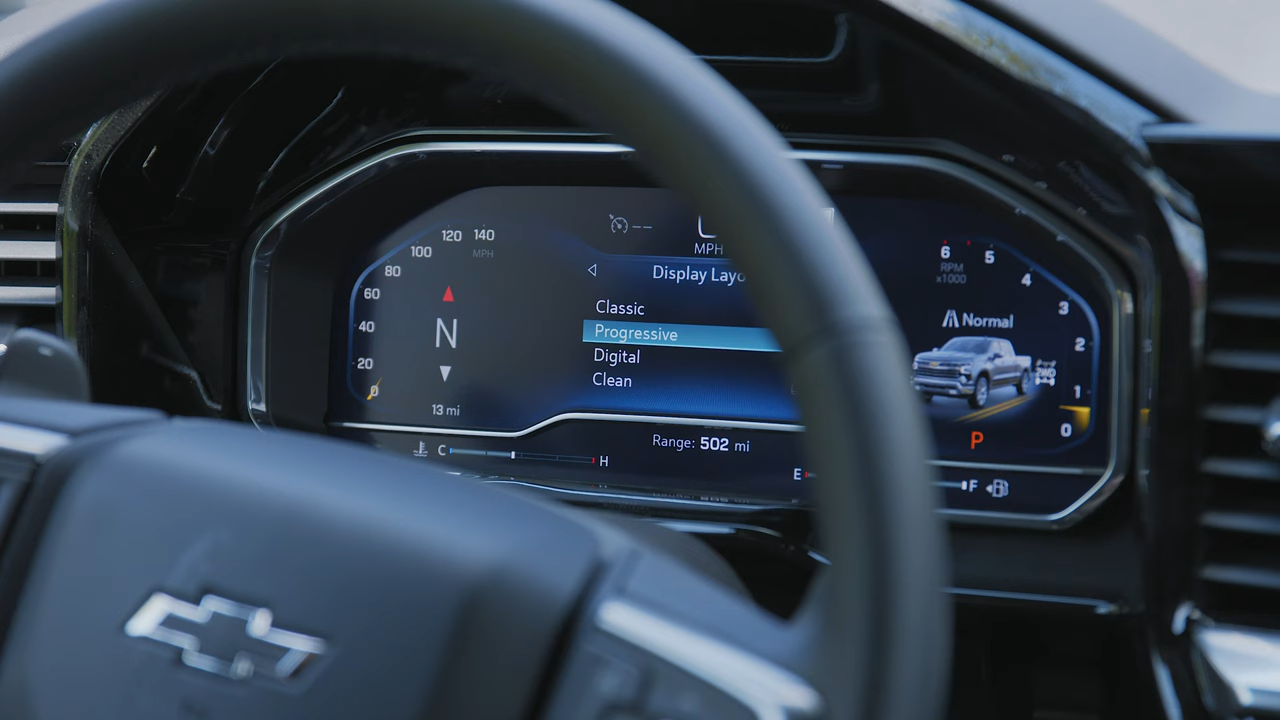 120 140
100
MPH
80
60
40
20
0
N
13 mi
C
H
--
MPH
Display Layo
Classic
Progressive
Digital
Clean
Range: 502 mi
E
F
6
5
RPM
x1000
4
3
2
1
0
Normal
2WD
P